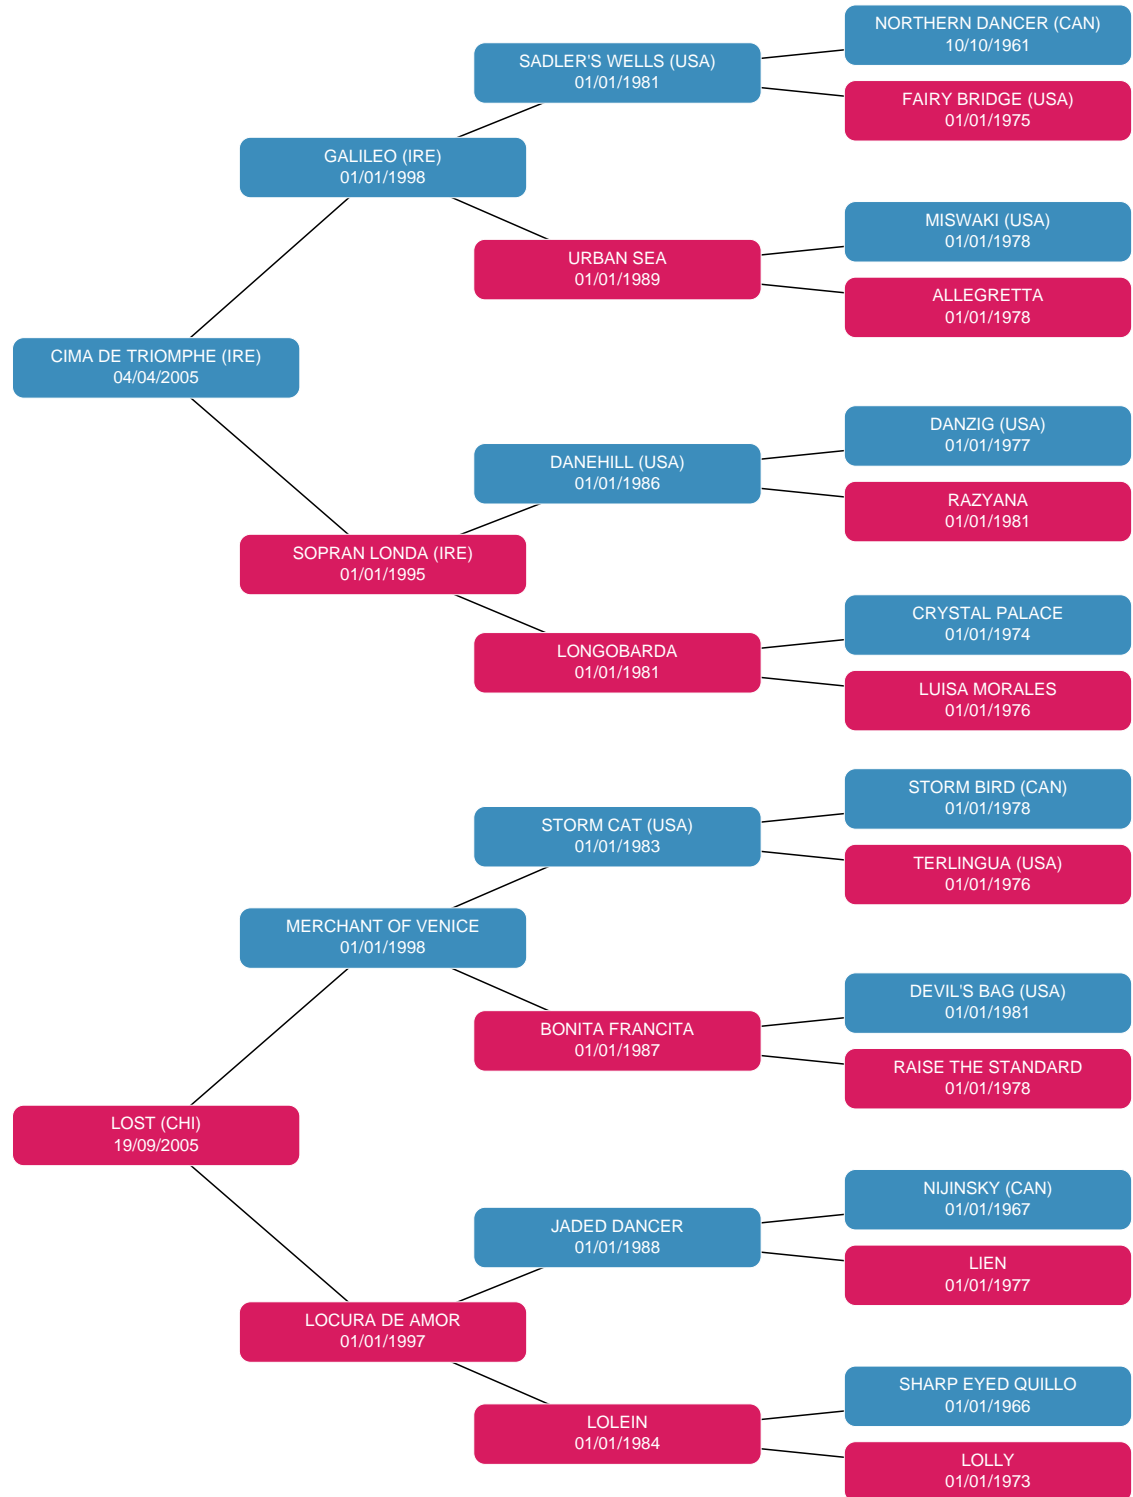 NORTHERN DANCER (CAN)
10/10/1961
SADLER'S WELLS (USA)
01/01/1981
FAIRY BRIDGE (USA)
01/01/1975
GALILEO (IRE)
01/01/1998
MISWAKI (USA)
01/01/1978
URBAN SEA
01/01/1989
ALLEGRETTA
01/01/1978
CIMA DE TRIOMPHE (IRE)
04/04/2005
DANZIG (USA)
01/01/1977
DANEHILL (USA)
01/01/1986
RAZYANA
01/01/1981
SOPRAN LONDA (IRE)
01/01/1995
CRYSTAL PALACE
01/01/1974
LONGOBARDA
01/01/1981
LUISA MORALES
01/01/1976
STORM BIRD (CAN)
01/01/1978
STORM CAT (USA)
01/01/1983
TERLINGUA (USA)
01/01/1976
MERCHANT OF VENICE
01/01/1998
DEVIL'S BAG (USA)
01/01/1981
BONITA FRANCITA
01/01/1987
RAISE THE STANDARD
01/01/1978
LOST (CHI)
19/09/2005
NIJINSKY (CAN)
01/01/1967
JADED DANCER
01/01/1988
LIEN
01/01/1977
LOCURA DE AMOR
01/01/1997
SHARP EYED QUILLO
01/01/1966
LOLEIN
01/01/1984
LOLLY
01/01/1973